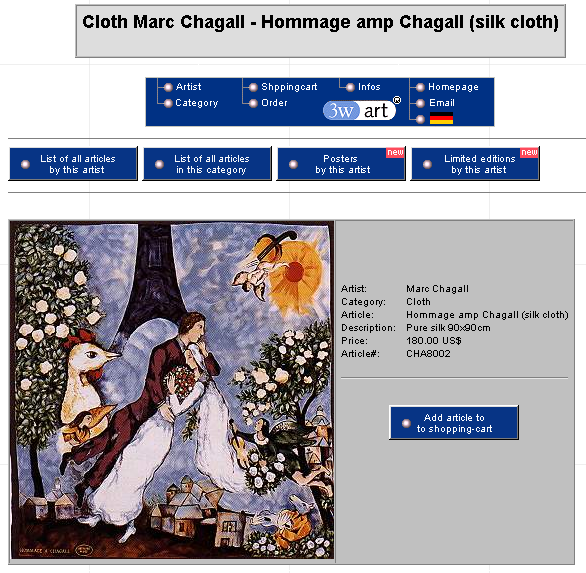 Cloth Marc Chagall - Hommage amp Chagall (silk cloth)
Artist
Shppingcart
Infos
Homepage
Category
Order
3w art ®
Email
List of all articles
by this artist
List of all articles
in this category
Posters
by this artist
new
Limited editions
by this artist
new
Artist: Marc Chagall
Category: Cloth
Article: Hommage amp Chagall (silk cloth)
Description: Pure silk 90x90cm
Price: 180.00 US$
Article#: CHA8002
Add article to
to shopping-cart
HOMMAGE A CHAGALL